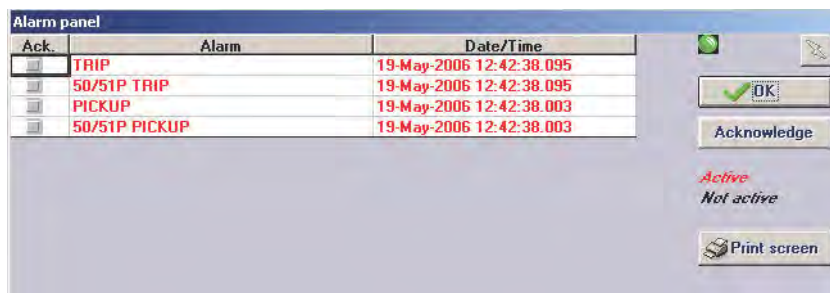 Alarm panel
Ack. Alarm Date/Time
TRIP 19-May-2006 12:42:38.095
50/51P TRIP 19-May-2006 12:42:38.095
PICKUP 19-May-2006 12:42:38.003
50/51P PICKUP 19-May-2006 12:42:38.003
OK
Acknowledge
Active
Not active
Print screen